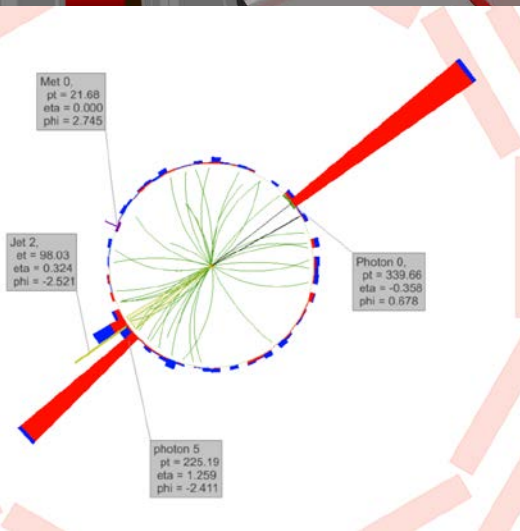 Met 0,
pt = 21.68
eta = 0.000
phi = 2.745
Jet 2,
et = 98.03
eta = 0.324
phi = -2.521
Photon 0,
pt = 339.66
eta = -0.358
phi = 0.678
photon 5
pt = 225.19
eta = 1.259
phi = -2.411